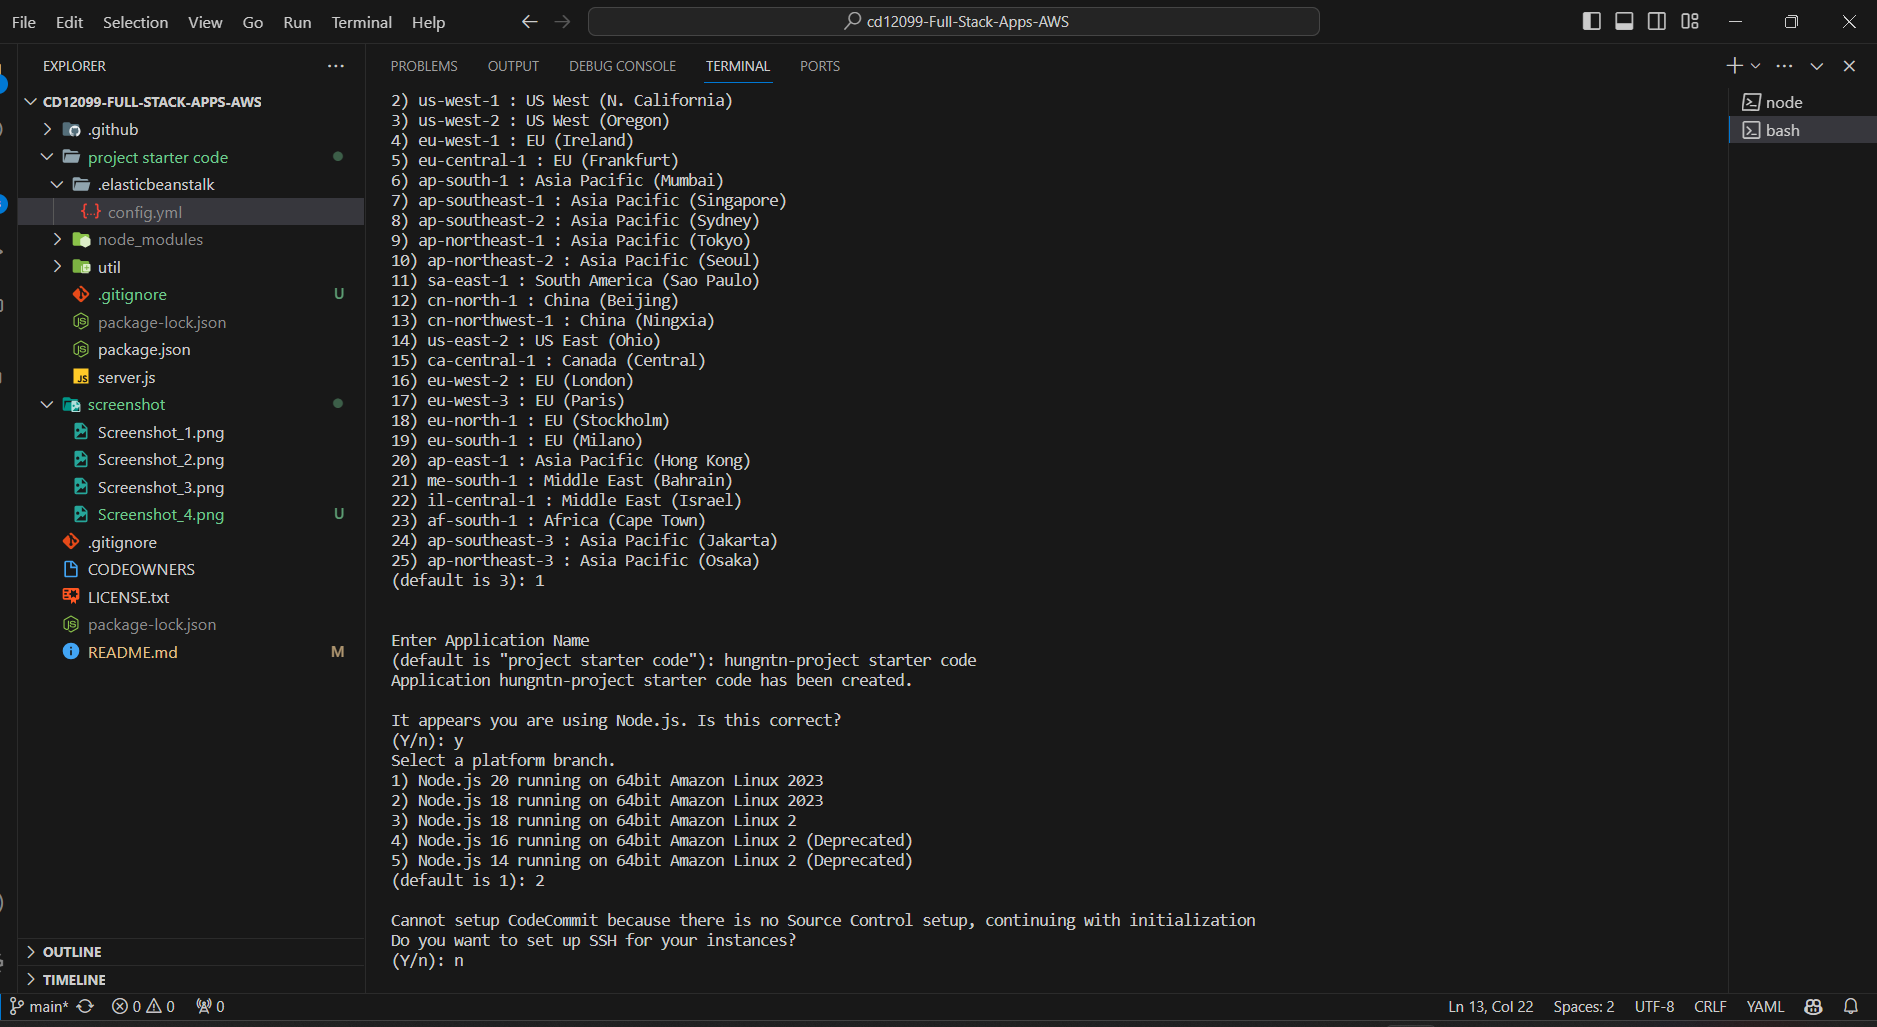 File Edit Selection View Go Run Terminal Help
cd12099-Full-Stack-Apps-AWS
EXPLORER
CD12099-FULL-STACK-APPS-AWS
.github
project starter code
.elasticbeanstalk
config.yml
node_modules
util
.gitignore U
package-lock.json
package.json
server.js
screenshot
Screenshot_1.png
Screenshot_2.png
Screenshot_3.png
Screenshot_4.png U
.gitignore
CODEOWNERS
LICENSE.txt
package-lock.json
README.md M
OUTLINE
TIMELINE
PROBLEMS OUTPUT DEBUG CONSOLE TERMINAL PORTS
2) us-west-1 : US West (N. California)
3) us-west-2 : US West (Oregon)
4) eu-west-1 : EU (Ireland)
5) eu-central-1 : EU (Frankfurt)
6) ap-south-1 : Asia Pacific (Mumbai)
7) ap-southeast-1 : Asia Pacific (Singapore)
8) ap-southeast-2 : Asia Pacific (Sydney)
9) ap-northeast-1 : Asia Pacific (Tokyo)
10) ap-northeast-2 : Asia Pacific (Seoul)
11) sa-east-1 : South America (Sao Paulo)
12) cn-north-1 : China (Beijing)
13) cn-northwest-1 : China (Ningxia)
14) us-east-2 : US East (Ohio)
15) ca-central-1 : Canada (Central)
16) eu-west-2 : EU (London)
17) eu-west-3 : EU (Paris)
18) eu-north-1 : EU (Stockholm)
19) eu-south-1 : EU (Milano)
20) ap-east-1 : Asia Pacific (Hong Kong)
21) me-south-1 : Middle East (Bahrain)
22) il-central-1 : Middle East (Israel)
23) af-south-1 : Africa (Cape Town)
24) ap-southeast-3 : Asia Pacific (Jakarta)
25) ap-northeast-3 : Asia Pacific (Osaka)
(default is 3): 1
Enter Application Name
(default is "project starter code"): hungntn-project starter code
Application hungntn-project starter code has been created.
It appears you are using Node.js. Is this correct?
(Y/n): y
Select a platform branch.
1) Node.js 20 running on 64bit Amazon Linux 2023
2) Node.js 18 running on 64bit Amazon Linux 2023
3) Node.js 18 running on 64bit Amazon Linux 2
4) Node.js 16 running on 64bit Amazon Linux 2 (Deprecated)
5) Node.js 14 running on 64bit Amazon Linux 2 (Deprecated)
(default is 1): 2
Cannot setup CodeCommit because there is no Source Control setup, continuing with initialization
Do you want to set up SSH for your instances?
(Y/n): n
node
bash
main* 0 0 0
Ln 13, Col 22 Spaces: 2 UTF-8 CRLF YAML